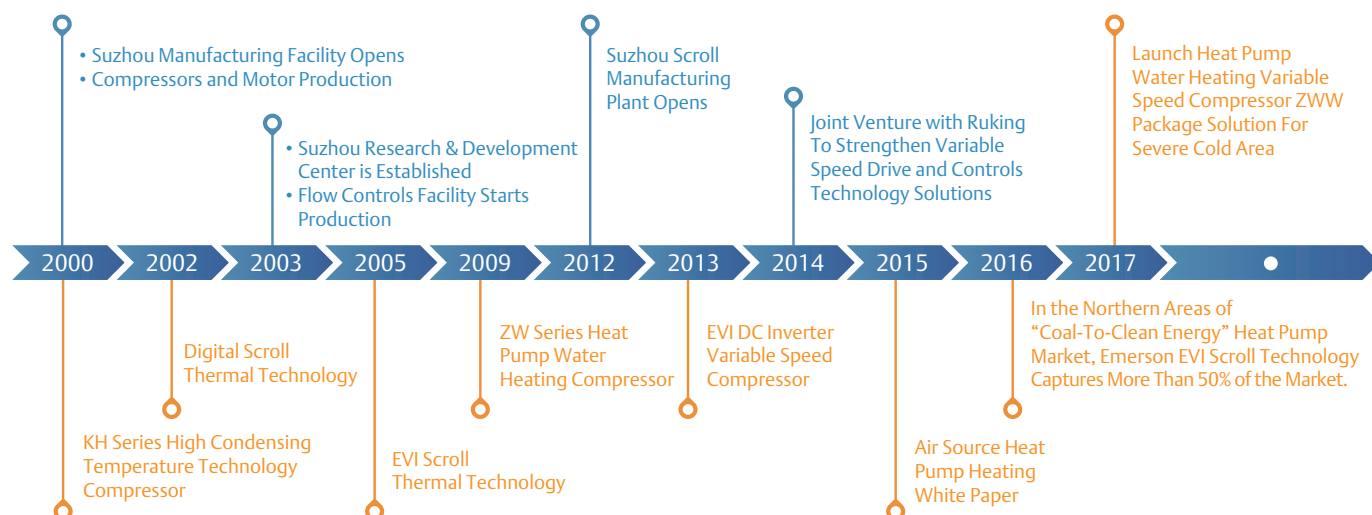 • Suzhou Manufacturing Facility Opens
• Compressors and Motor Production
• Suzhou Research & Development
Center is Established
• Flow Controls Facility Starts
Production
Suzhou Scroll
Manufacturing
Plant Opens
Joint Venture with Ruking
To Strengthen Variable
Speed Drive and Controls
Technology Solutions
Launch Heat Pump
Water Heating Variable
Speed Compressor ZWW
Package Solution For
Severe Cold Area
2000 2002 2003 2005 2009 2012 2013 2014 2015 2016 2017
KH Series High Condensing
Temperature Technology
Compressor
Digital Scroll
Thermal Technology
EVI Scroll
Thermal Technology
ZW Series Heat
Pump Water
Heating Compressor
EVI DC Inverter
Variable Speed
Compressor
Air Source Heat
Pump Heating
White Paper
In the Northern Areas of
“Coal-To-Clean Energy” Heat Pump
Market, Emerson EVI Scroll Technology
Captures More Than 50% of the Market.